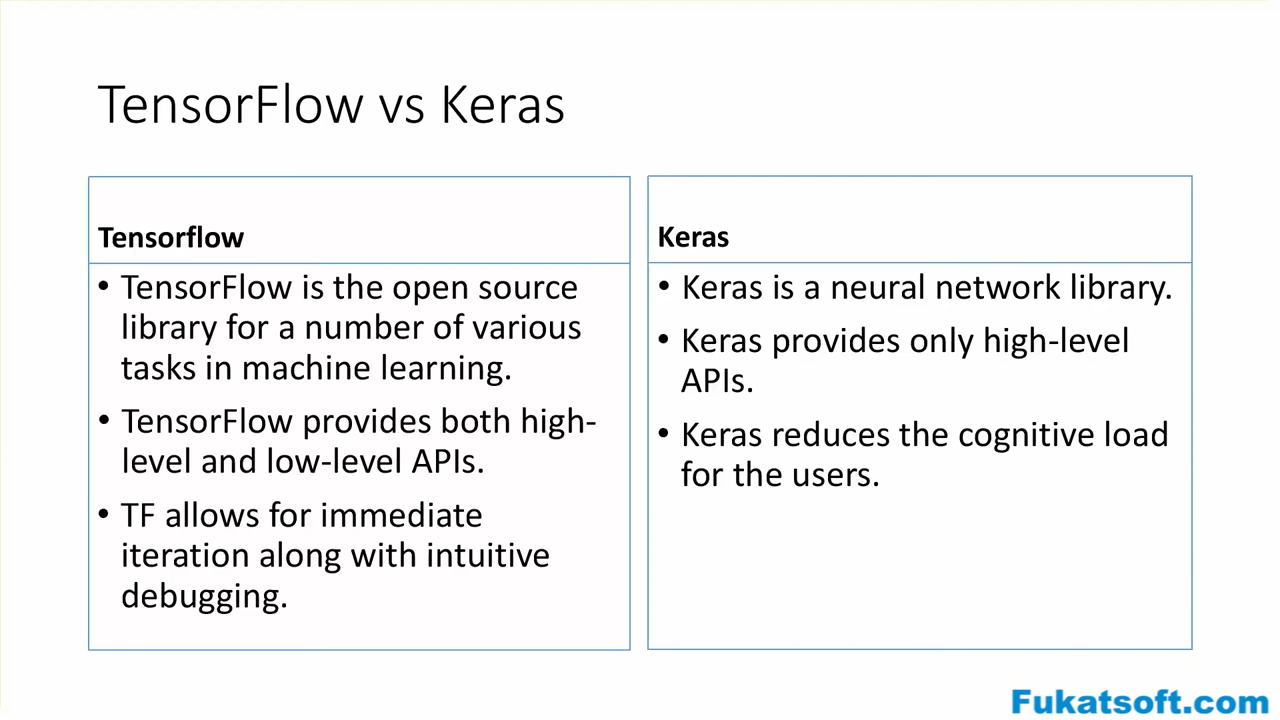 TensorFlow vs Keras
Tensorflow
• TensorFlow is the open source
library for a number of various
tasks in machine learning.
• TensorFlow provides both high-
level and low-level APIs.
• TF allows for immediate
iteration along with intuitive
debugging.
Keras
• Keras is a neural network library.
• Keras provides only high-level
APIs.
• Keras reduces the cognitive load
for the users.
Fukatsoft.com